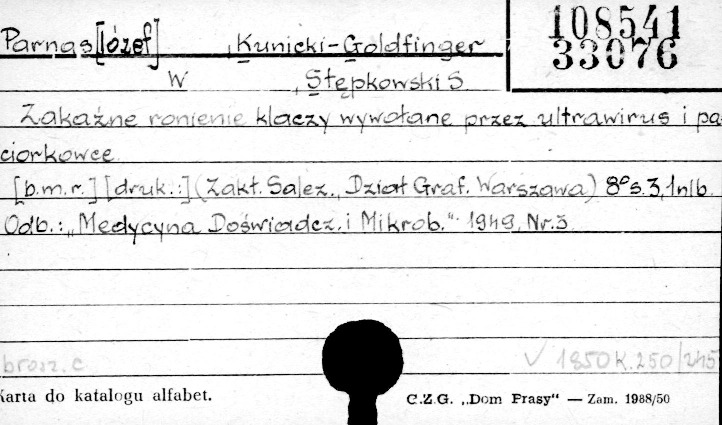 108541
33076
Parnas [Józef] , Kunicki-Goldfinger
W , Stępkowski S
Zakaźne ronienie klaczy wywołane przez ultrawirus i pa-
ciorkowce
[b.m.r.] [druk.:] (Zakł. Salez., Dział Graf. Warszawa) 8° s. 3, 1 nlb.
Odb.: „Medycyna Doświadcz. i Mikrob." 1949, Nr. 3
brosz. c. V 1950 K. 250/245
Karta do katalogu alfabet. C.Z.G. „Dom Prasy" — Zam. 1988/50